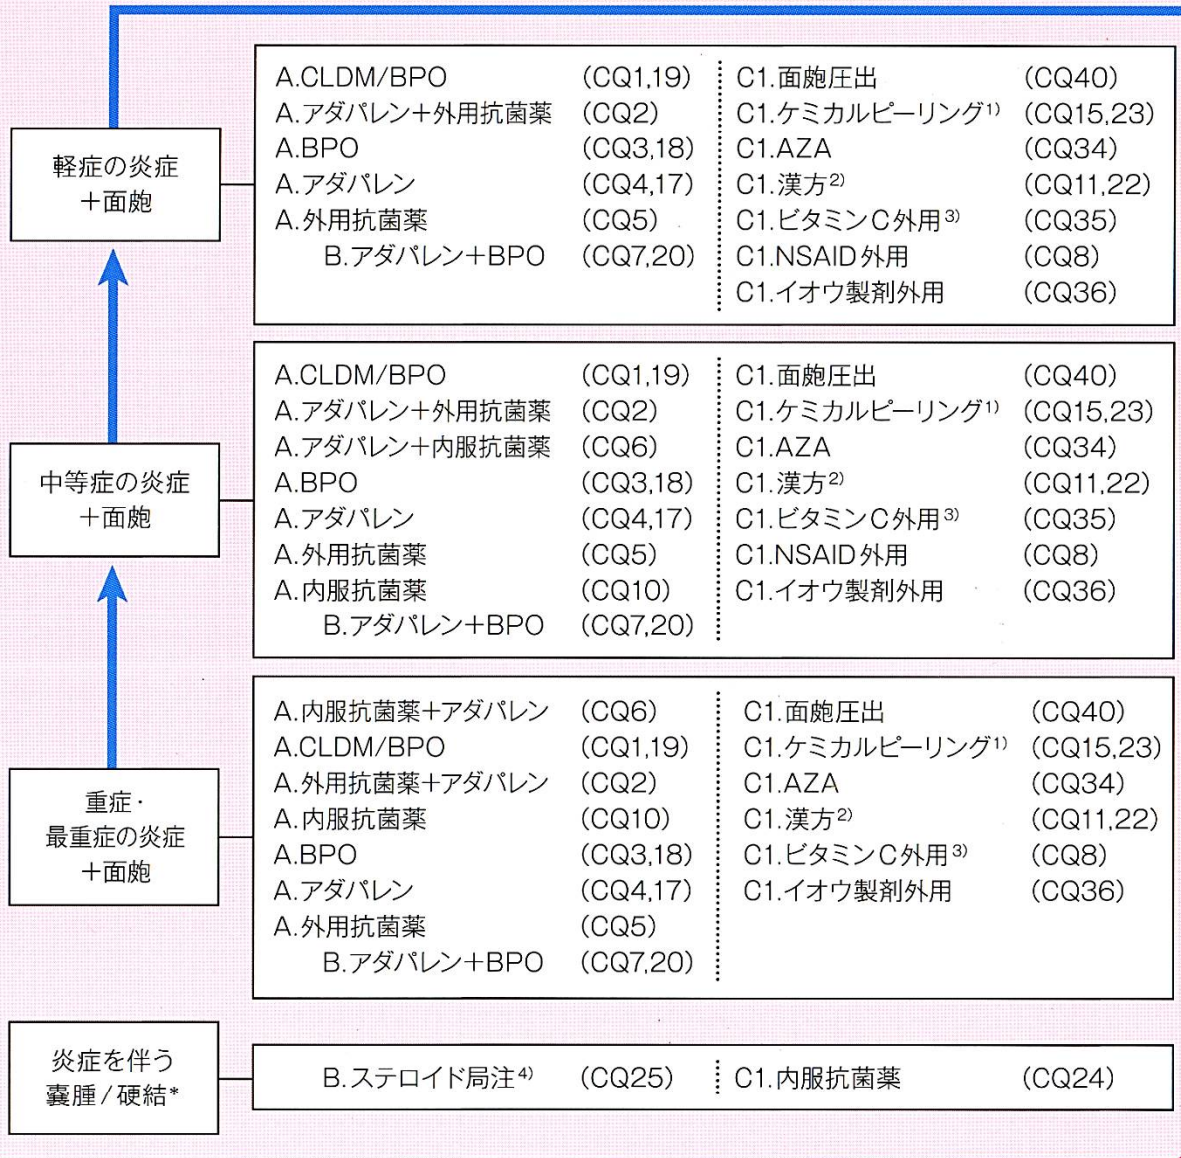 軽症の炎症
＋面皰
A.CLDM/BPO (CQ1,19)
A.アダパレン＋外用抗菌薬 (CQ2)
A.BPO (CQ3,18)
A.アダパレン (CQ4,17)
A.外用抗菌薬 (CQ5)
B.アダパレン＋BPO (CQ7,20)
C1.面皰圧出 (CQ40)
C1.ケミカルピーリング1) (CQ15,23)
C1.AZA (CQ34)
C1.漢方2) (CQ11,22)
C1.ビタミンC外用3) (CQ35)
C1.NSAID外用 (CQ8)
C1.イオウ製剤外用 (CQ36)
中等症の炎症
＋面皰
A.CLDM/BPO (CQ1,19)
A.アダパレン＋外用抗菌薬 (CQ2)
A.アダパレン＋内服抗菌薬 (CQ6)
A.BPO (CQ3,18)
A.アダパレン (CQ4,17)
A.外用抗菌薬 (CQ5)
A.内服抗菌薬 (CQ10)
B.アダパレン＋BPO (CQ7,20)
C1.面皰圧出 (CQ40)
C1.ケミカルピーリング1) (CQ15,23)
C1.AZA (CQ34)
C1.漢方2) (CQ11,22)
C1.ビタミンC外用3) (CQ35)
C1.NSAID外用 (CQ8)
C1.イオウ製剤外用 (CQ36)
重症・
最重症の炎症
＋面皰
A.内服抗菌薬＋アダパレン (CQ6)
A.CLDM/BPO (CQ1,19)
A.外用抗菌薬＋アダパレン (CQ2)
A.内服抗菌薬 (CQ10)
A.BPO (CQ3,18)
A.アダパレン (CQ4,17)
A.外用抗菌薬 (CQ5)
B.アダパレン＋BPO (CQ7,20)
C1.面皰圧出 (CQ40)
C1.ケミカルピーリング1) (CQ15,23)
C1.AZA (CQ34)
C1.漢方2) (CQ11,22)
C1.ビタミンC外用3) (CQ8)
C1.イオウ製剤外用 (CQ36)
炎症を伴う
嚢腫/硬結*
B.ステロイド局注4) (CQ25)
C1.内服抗菌薬 (CQ24)